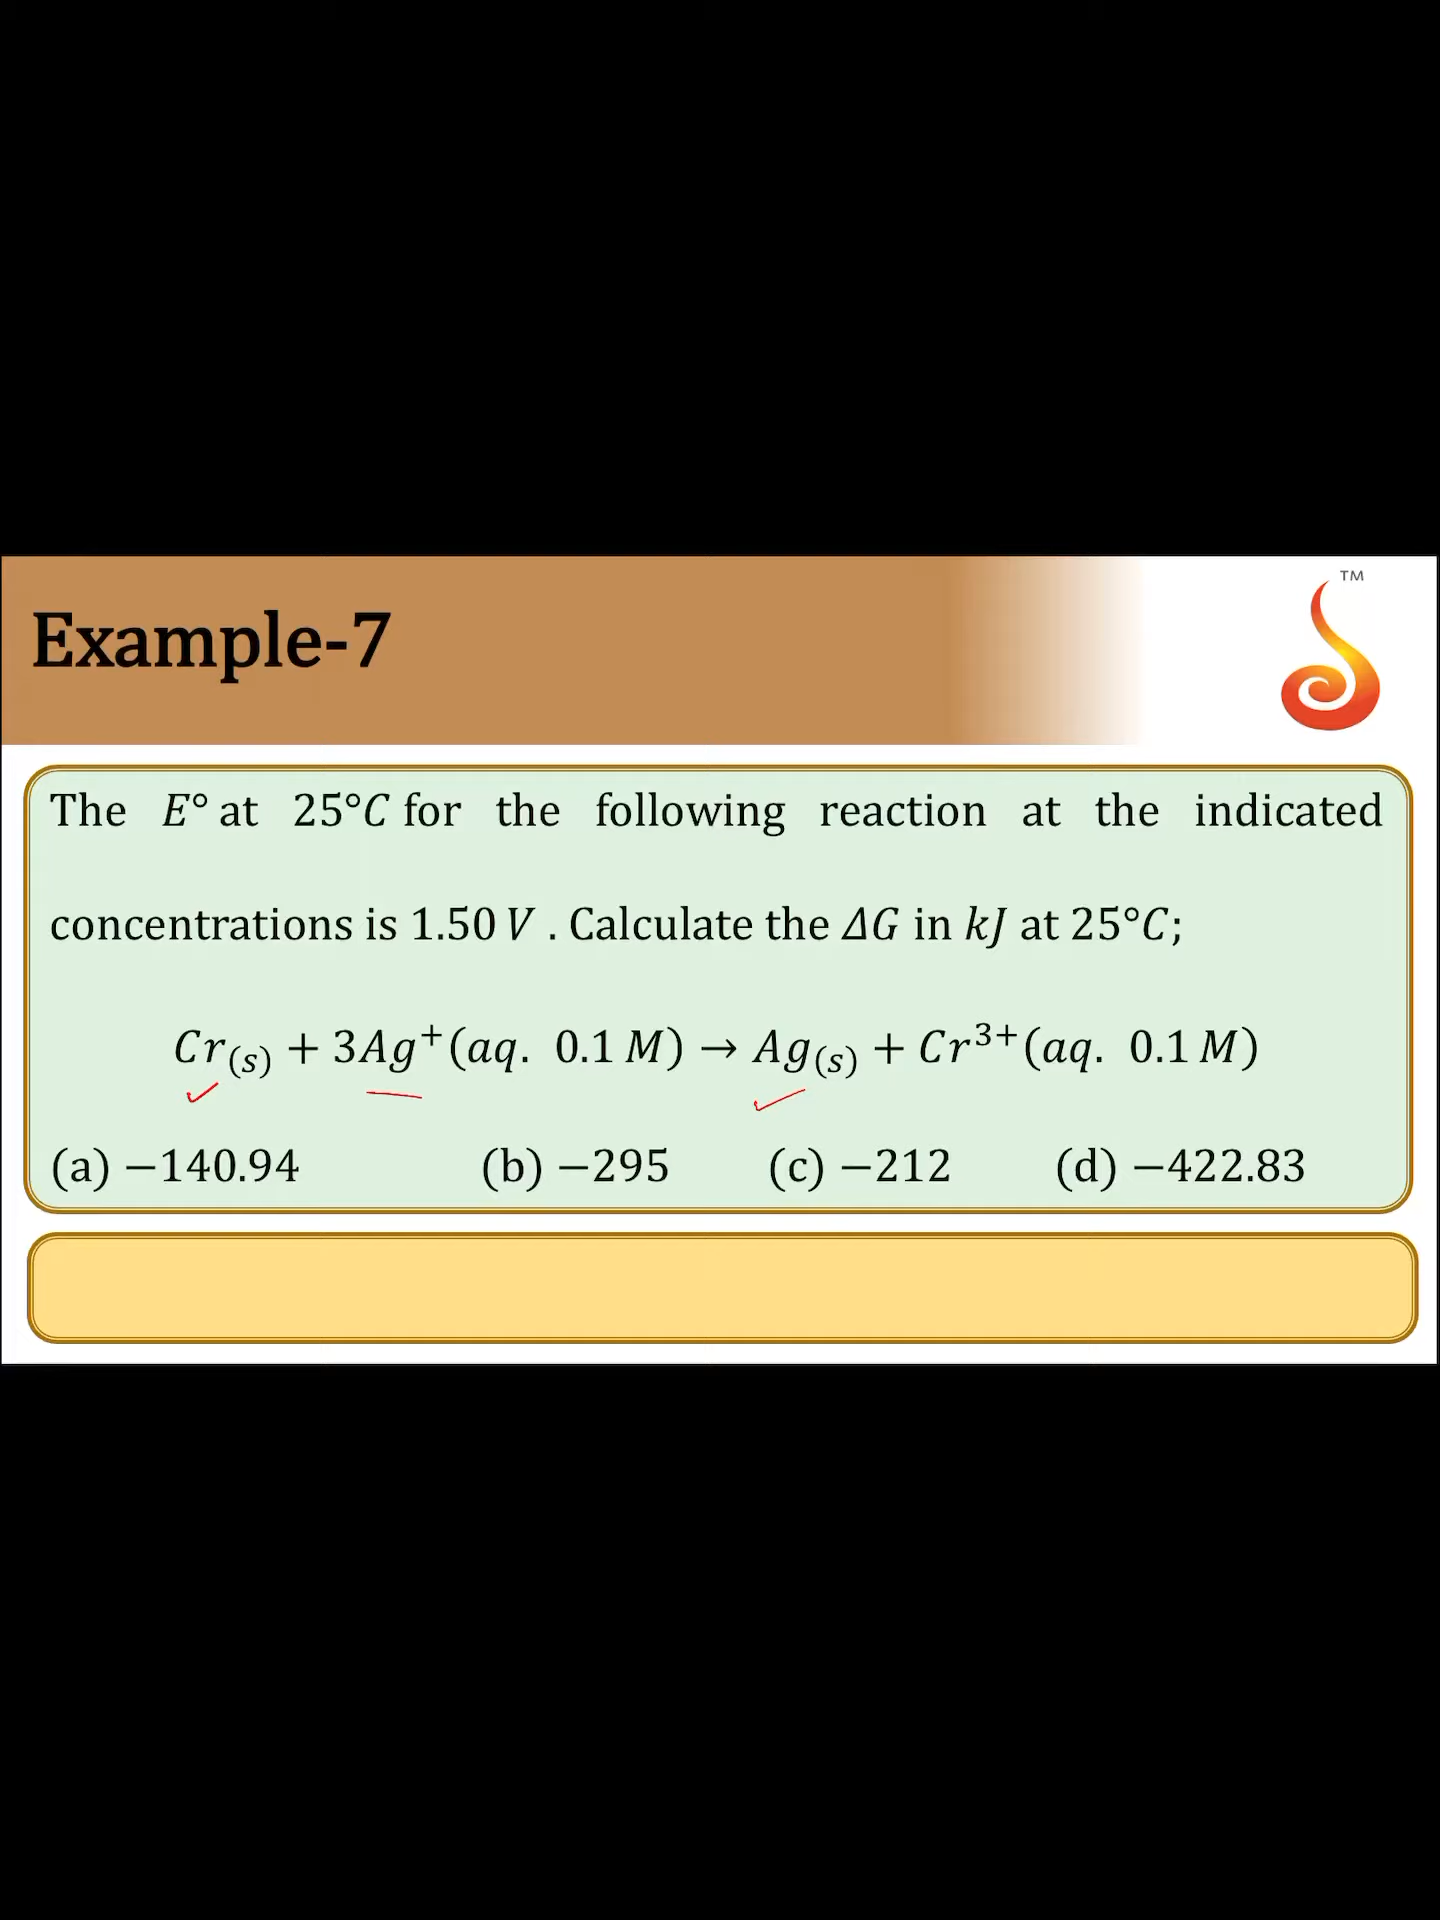 TM
Example-7
The E° at 25°C for the following reaction at the indicated
concentrations is 1.50 V . Calculate the ΔG in kJ at 25°C;
Cr(s) + 3Ag⁺(aq. 0.1 M) → Ag(s) + Cr³⁺(aq. 0.1 M)
(a) −140.94 (b) −295 (c) −212 (d) −422.83